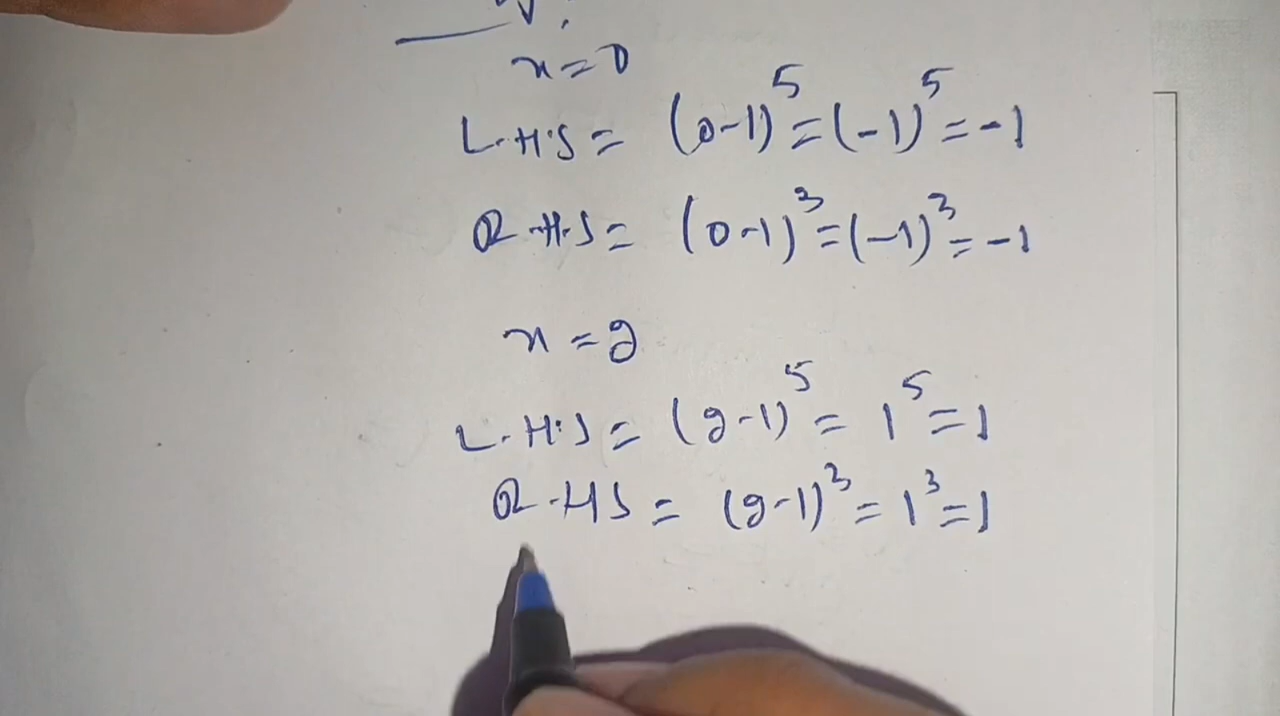 x=0
L.H.S = (0-1)^5 = (-1)^5 = -1
R.H.S = (0-1)^3 = (-1)^3 = -1
x = 2
L.H.S = (2-1)^5 = 1^5 = 1
R.HS = (2-1)^3 = 1^3 = 1